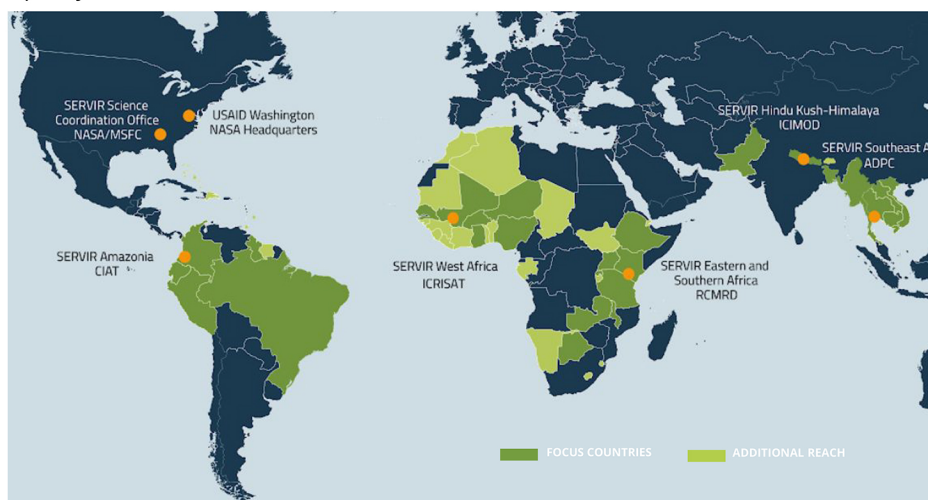 SERVIR Science
Coordination Office
NASA/MSFC
USAID Washington
NASA Headquarters
SERVIR Hindu Kush-Himalaya
ICIMOD
SERVIR Southeast A
ADPC
SERVIR Amazonia
CIAT
SERVIR West Africa
ICRISAT
SERVIR Eastern and
Southern Africa
RCMRD
FOCUS COUNTRIES
ADDITIONAL REACH